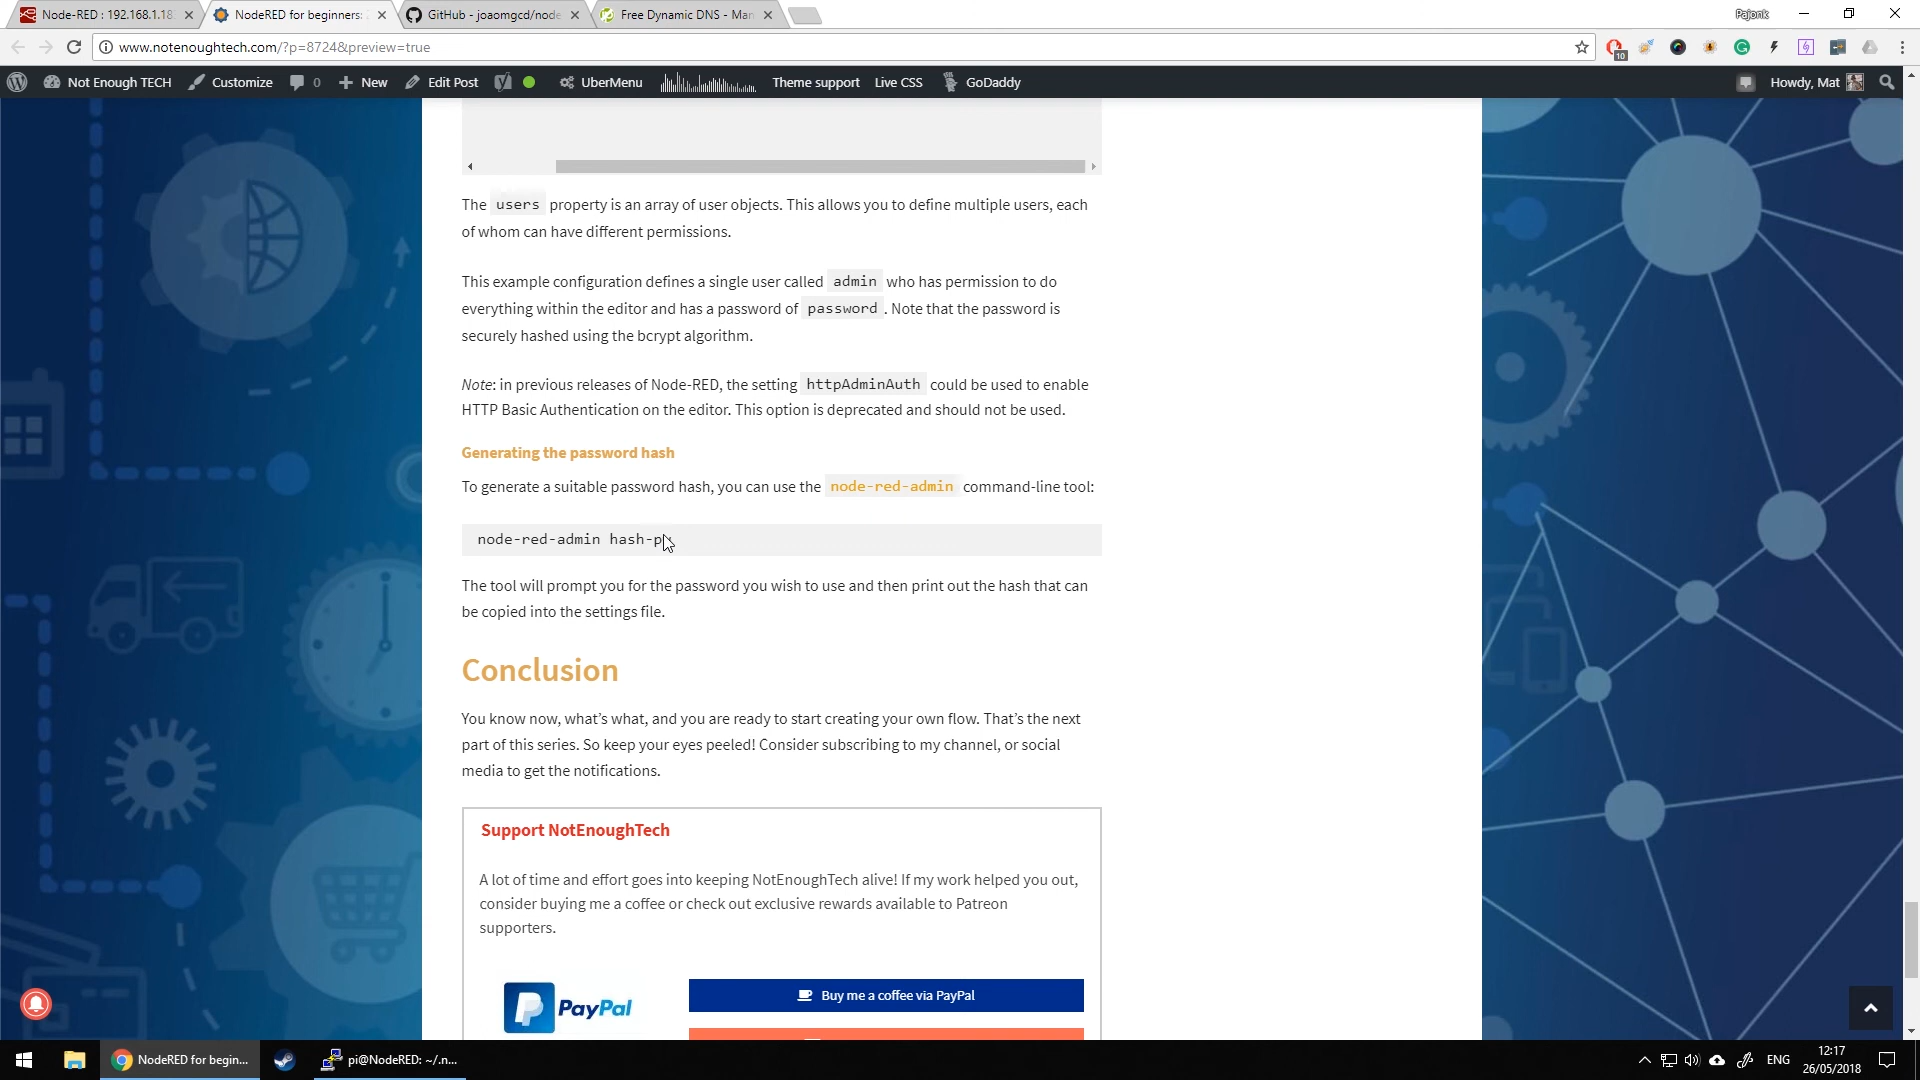 Node-RED : 192.168.1.18
NodeRED for beginners:
GitHub - joaomgcd/node
Free Dynamic DNS - Man
Pajonk
www.notenoughtech.com/?p=8724&preview=true
10
Not Enough TECH
Customize
0
New
Edit Post
UberMenu
Theme support
Live CSS
GoDaddy
Howdy, Mat
The users property is an array of user objects. This allows you to define multiple users, each
of whom can have different permissions.
This example configuration defines a single user called admin who has permission to do
everything within the editor and has a password of password . Note that the password is
securely hashed using the bcrypt algorithm.
Note: in previous releases of Node-RED, the setting httpAdminAuth could be used to enable
HTTP Basic Authentication on the editor. This option is deprecated and should not be used.
Generating the password hash
To generate a suitable password hash, you can use the node-red-admin command-line tool:
node-red-admin hash-pw
The tool will prompt you for the password you wish to use and then print out the hash that can
be copied into the settings file.
Conclusion
You know now, what's what, and you are ready to start creating your own flow. That's the next
part of this series. So keep your eyes peeled! Consider subscribing to my channel, or social
media to get the notifications.
Support NotEnoughTech
A lot of time and effort goes into keeping NotEnoughTech alive! If my work helped you out,
consider buying me a coffee or check out exclusive rewards available to Patreon
supporters.
PayPal
Buy me a coffee via PayPal
NodeRED for begin...
pi@NodeRED: ~/.n...
ENG
12:17
26/05/2018